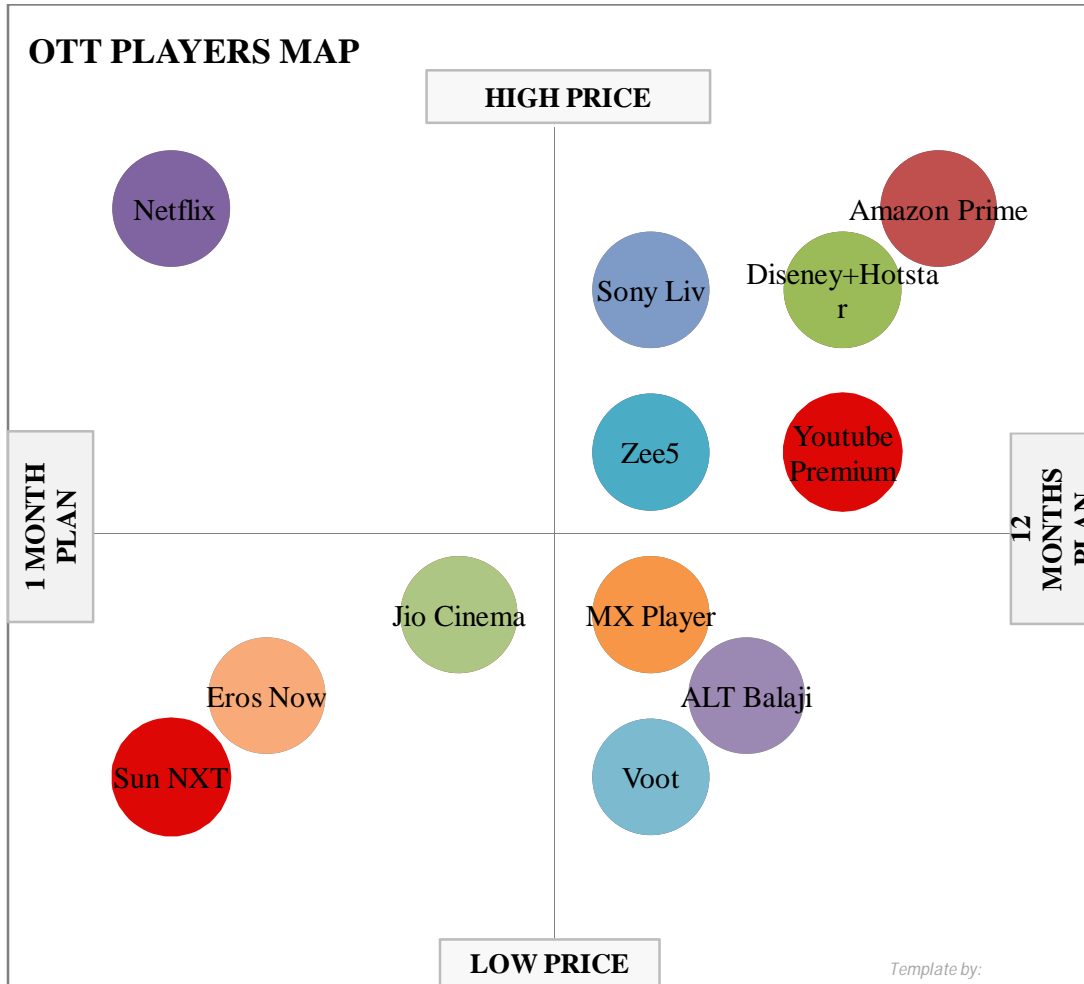 OTT PLAYERS MAP
HIGH PRICE
Netflix
Amazon Prime
Sony Liv
Diseney+Hotsta
r
Zee5
Youtube
Premium
1 MONTH
PLAN
12
MONTHS
PLAN
Jio Cinema
MX Player
Eros Now
ALT Balaji
Sun NXT
Voot
LOW PRICE
Template by: